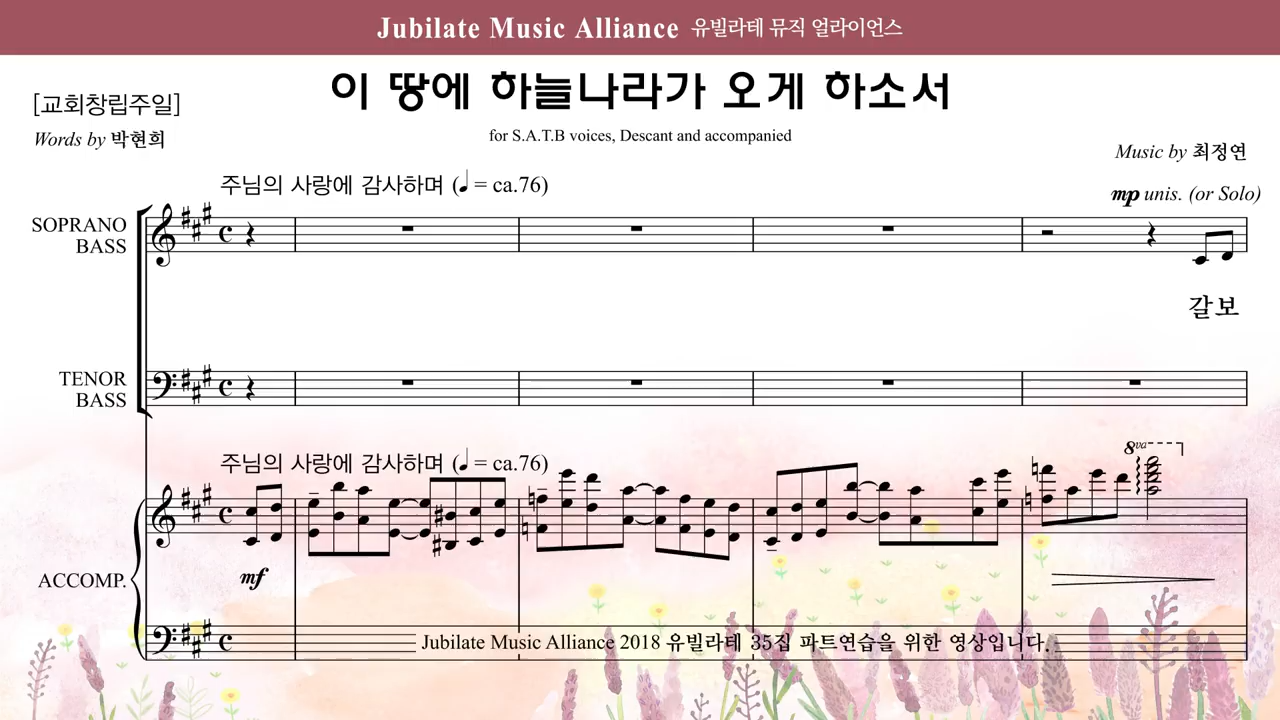 Jubilate Music Alliance 유빌라테 뮤직 얼라이언스
이 땅에 하늘나라가 오게 하소서
[교회창립주일]
for S.A.T.B voices, Descant and accompanied
Words by 박현희
Music by 최정연
주님의 사랑에 감사하며 (♩ = ca.76)
mp unis. (or Solo)
SOPRANO
BASS
갈 보
TENOR
BASS
주님의 사랑에 감사하며 (♩ = ca.76)
8va
ACCOMP.
mf
Jubilate Music Alliance 2018 유빌라테 35집 파트연습을 위한 영상입니다.